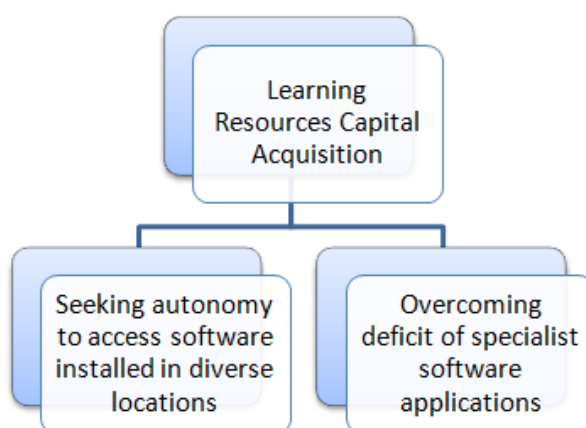 Learning
Resources Capital
Acquisition
Seeking autonomy
to access software
installed in diverse
locations
Overcoming
deficit of specialist
software
applications